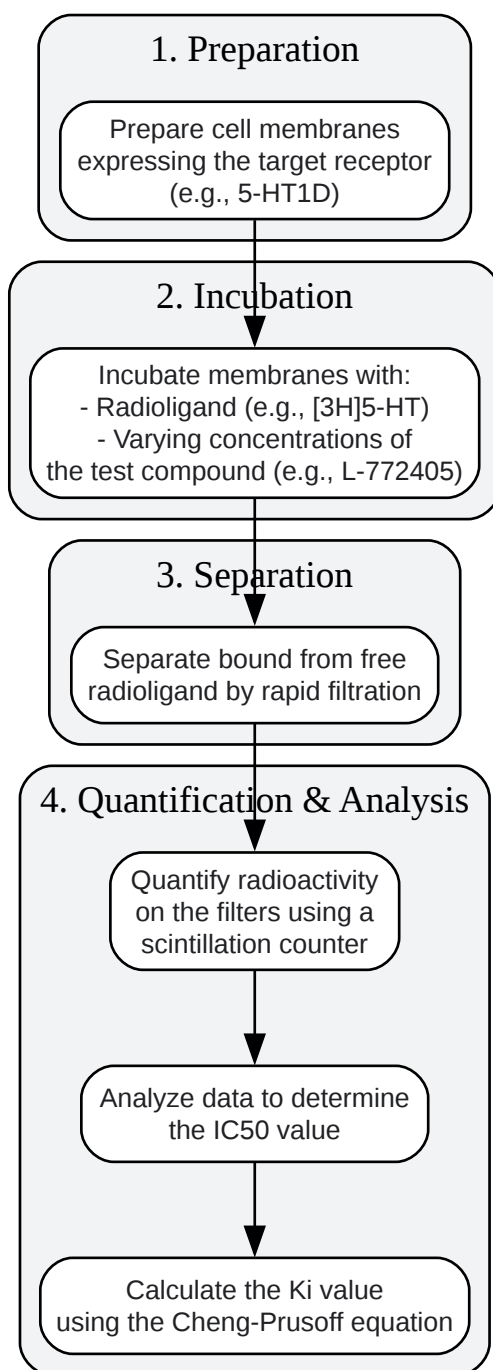 1. Preparation
Prepare cell membranes
expressing the target receptor
(e.g., 5-HT1D)
2. Incubation
Incubate membranes with:
- Radioligand (e.g., [3H]5-HT)
- Varying concentrations of
the test compound (e.g., L-772405)
3. Separation
Separate bound from free
radioligand by rapid filtration
4. Quantification & Analysis
Quantify radioactivity
on the filters using a
scintillation counter
Analyze data to determine
the IC50 value
Calculate the Ki value
using the Cheng-Prusoff equation